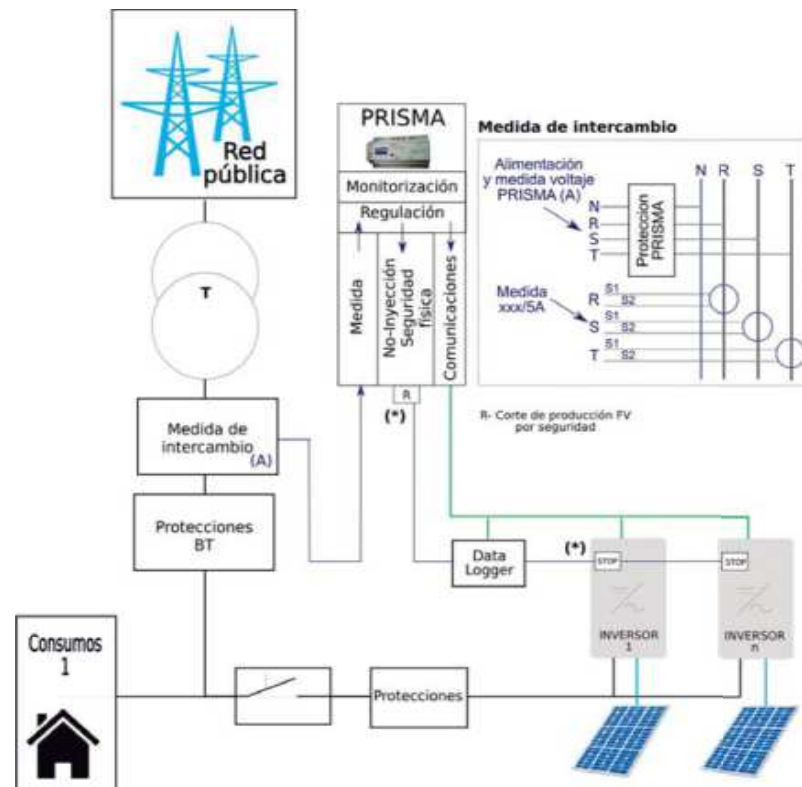 Red
pública
PRISMA
Monitorización
Regulación
Medida
No-Inyección
Seguridad
física
Comunicaciones
R
(*)
Medida de intercambio
Alimentación
y medida voltaje
PRISMA (A)
N R S T
N
R
S
T
Proteccion
PRISMA
Medida
xxx/5A
R S1 S2
S S1 S2
T S1 S2
R- Corte de producción FV
por seguridad
T
Medida de
intercambio
(A)
Protecciones
BT
Data
Logger
(*)
STOP
STOP
INVERSOR
1
INVERSOR
n
Consumos
1
Protecciones